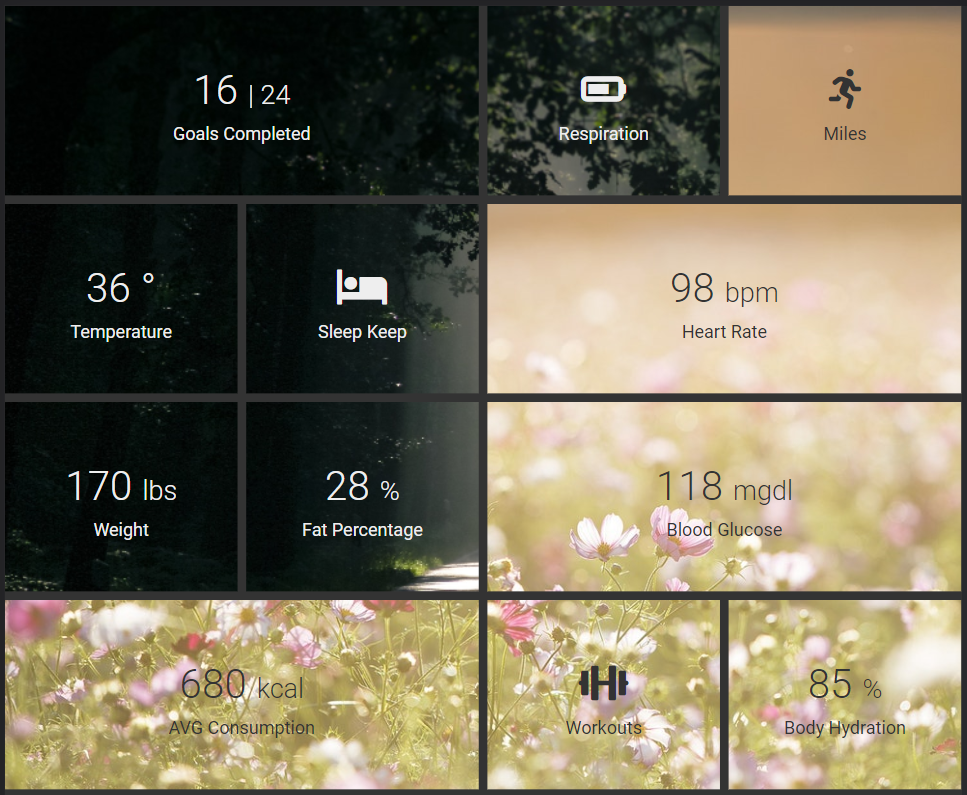 16 | 24
Goals Completed
Respiration
Miles
36 °
Temperature
Sleep Keep
98 bpm
Heart Rate
170 lbs
Weight
28 %
Fat Percentage
118 mgdl
Blood Glucose
680 kcal
AVG Consumption
Workouts
85 %
Body Hydration